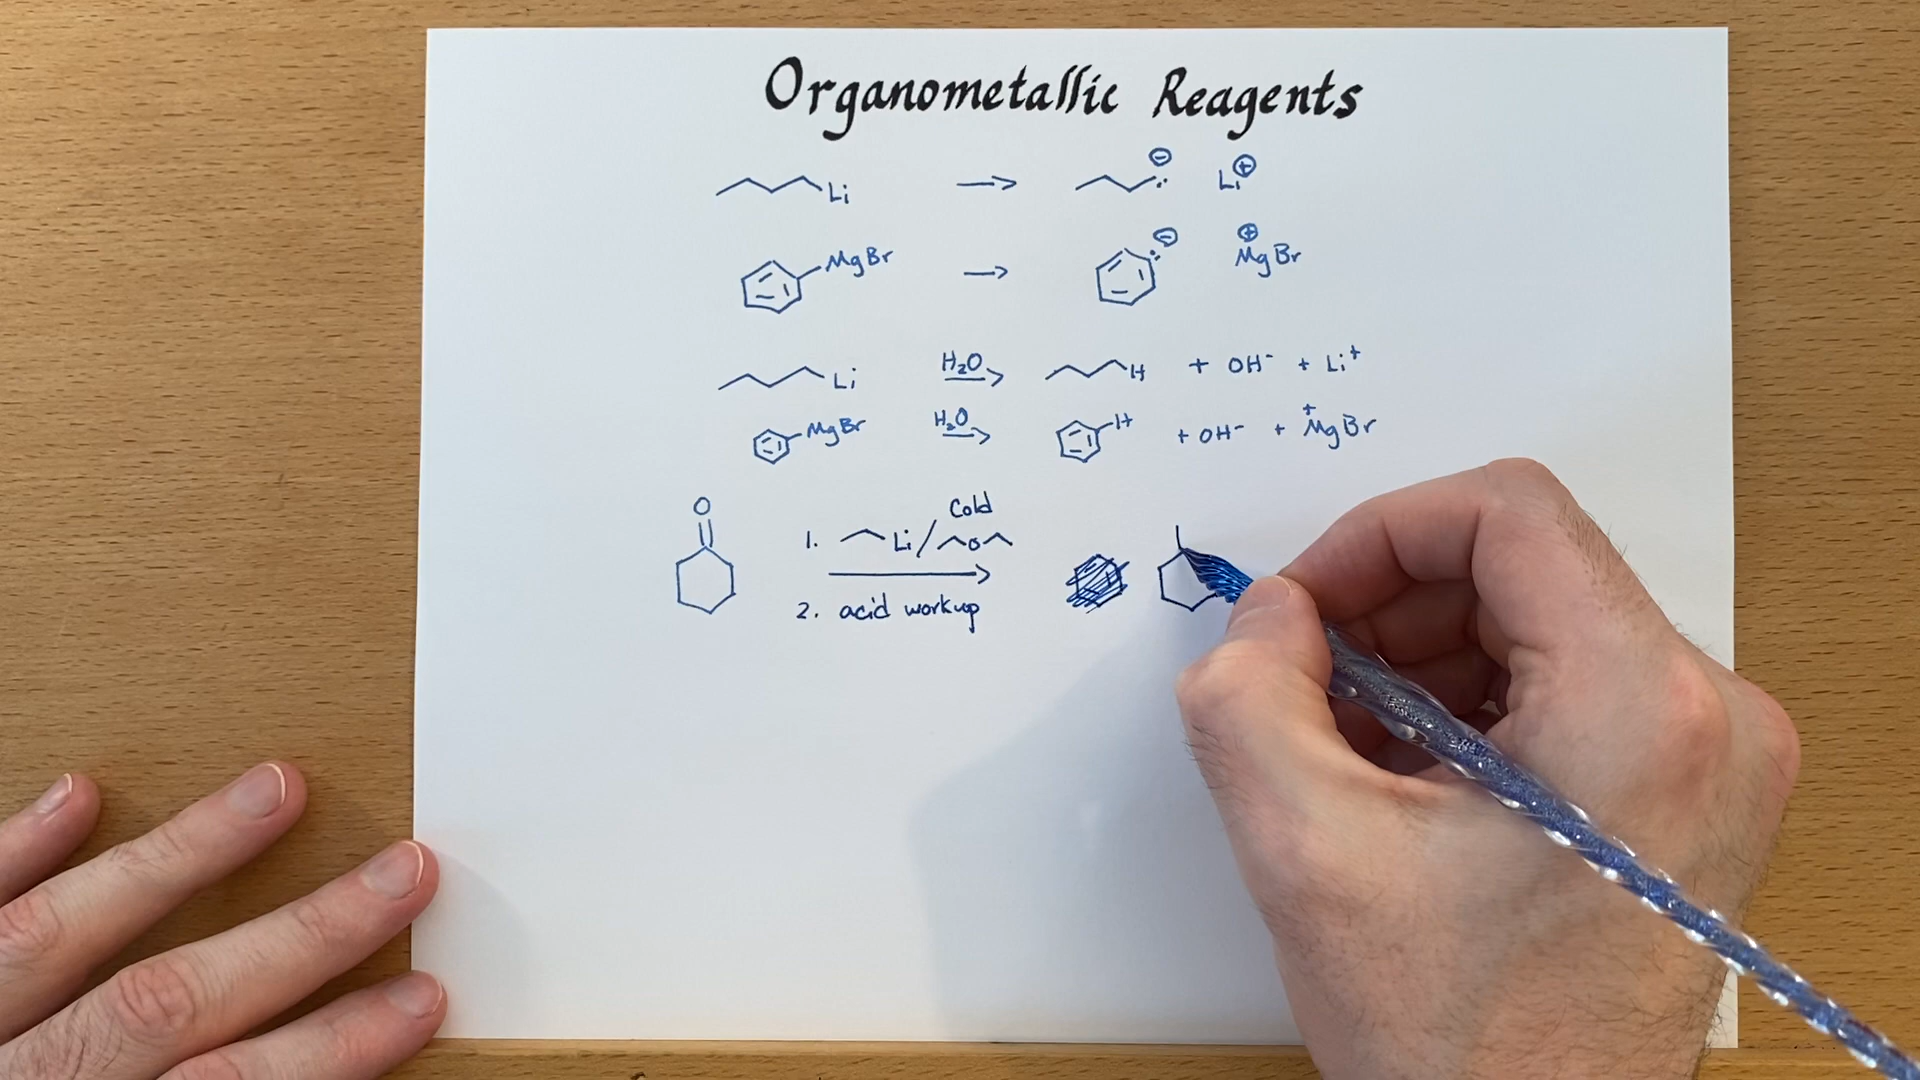 Organometallic Reagents
Li → ⊖ : Li⊕
MgBr → ⊖ : ⊕MgBr
Li H₂O → H + OH⁻ + Li⁺
MgBr H₂O → H + OH⁻ + ⁺MgBr
O
Cold
1. Li / O
2. acid workup